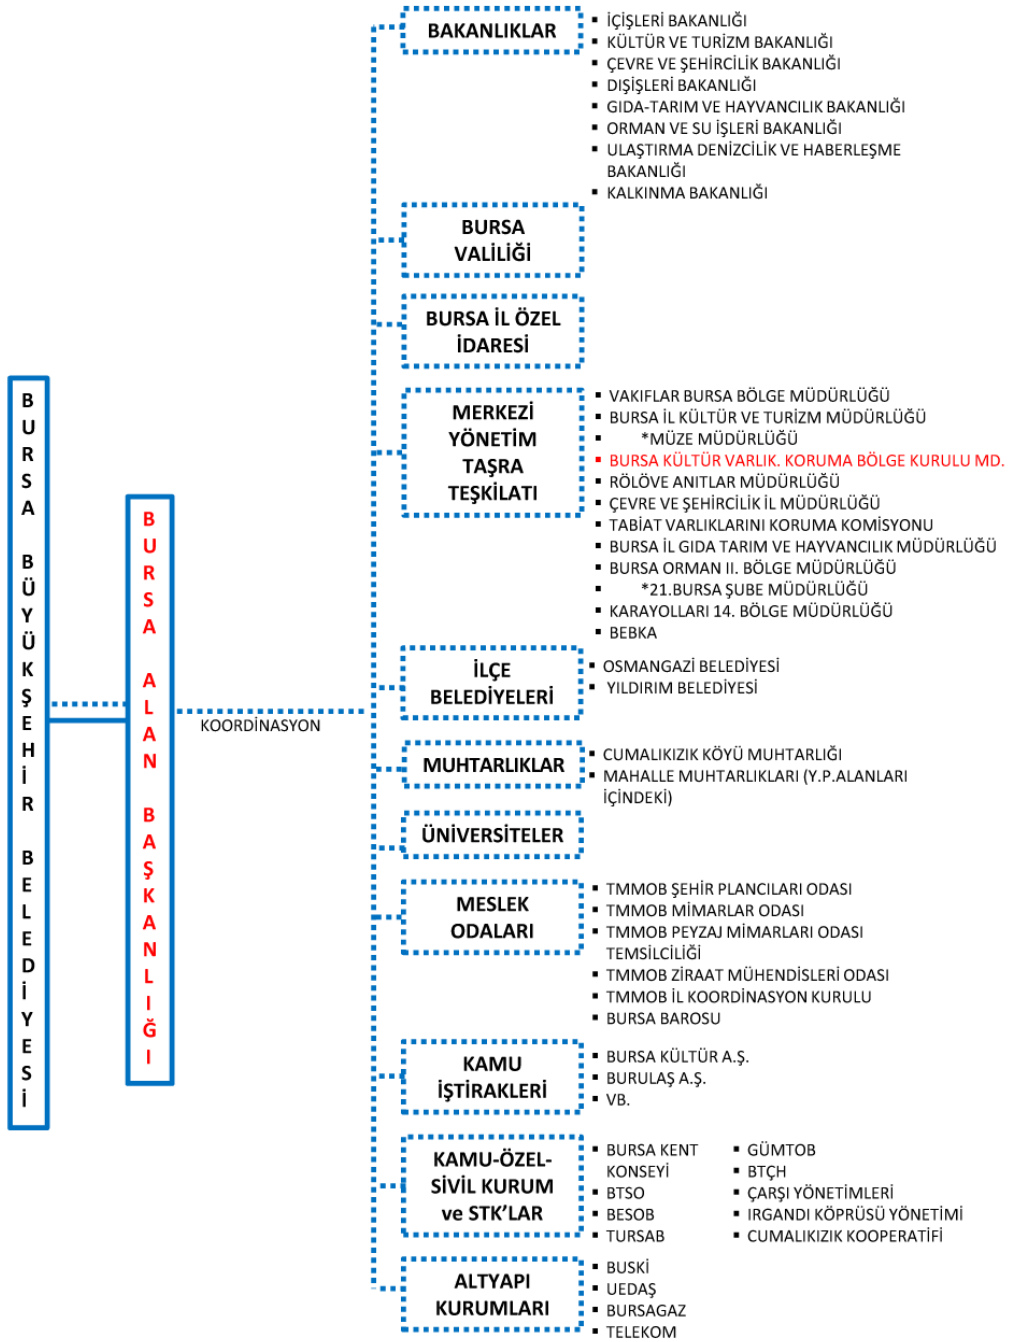 BURSA BÜYÜKŞEHİR BELEDİYESİ
BURSA ALAN BAŞKANLIĞI
KOORDİNASYON
BAKANLIKLAR
▪ İÇİŞLERİ BAKANLIĞI
▪ KÜLTÜR VE TURİZM BAKANLIĞI
▪ ÇEVRE VE ŞEHİRCİLİK BAKANLIĞI
▪ DIŞİŞLERİ BAKANLIĞI
▪ GIDA-TARIM VE HAYVANCILIK BAKANLIĞI
▪ ORMAN VE SU İŞLERİ BAKANLIĞI
▪ ULAŞTIRMA DENİZCİLİK VE HABERLEŞME
BAKANLIĞI
▪ KALKINMA BAKANLIĞI
BURSA
VALİLİĞİ
BURSA İL ÖZEL
İDARESİ
MERKEZİ
YÖNETİM
TAŞRA
TEŞKİLATI
▪ VAKIFLAR BURSA BÖLGE MÜDÜRLÜĞÜ
▪ BURSA İL KÜLTÜR VE TURİZM MÜDÜRLÜĞÜ
▪ *MÜZE MÜDÜRLÜĞÜ
▪ BURSA KÜLTÜR VARLIK. KORUMA BÖLGE KURULU MD.
▪ RÖLÖVE ANITLAR MÜDÜRLÜĞÜ
▪ ÇEVRE VE ŞEHİRCİLİK İL MÜDÜRLÜĞÜ
▪ TABİAT VARLIKLARINI KORUMA KOMİSYONU
▪ BURSA İL GIDA TARIM VE HAYVANCILIK MÜDÜRLÜĞÜ
▪ BURSA ORMAN II. BÖLGE MÜDÜRLÜĞÜ
▪ *21.BURSA ŞUBE MÜDÜRLÜĞÜ
▪ KARAYOLLARI 14. BÖLGE MÜDÜRLÜĞÜ
▪ BEBKA
İLÇE
BELEDİYELERİ
▪ OSMANGAZİ BELEDİYESİ
▪ YILDIRIM BELEDİYESİ
MUHTARLIKLAR
▪ CUMALIKIZIK KÖYÜ MUHTARLIĞI
▪ MAHALLE MUHTARLIKLARI (Y.P.ALANLARI
İÇİNDEKİ)
ÜNİVERSİTELER
MESLEK
ODALARI
▪ TMMOB ŞEHİR PLANCILARI ODASI
▪ TMMOB MİMARLAR ODASI
▪ TMMOB PEYZAJ MİMARLARI ODASI
TEMSİLCİLİĞİ
▪ TMMOB ZİRAAT MÜHENDİSLERİ ODASI
▪ TMMOB İL KOORDİNASYON KURULU
▪ BURSA BAROSU
KAMU
İŞTİRAKLERİ
▪ BURSA KÜLTÜR A.Ş.
▪ BURULAŞ A.Ş.
▪ VB.
KAMU-ÖZEL-
SİVİL KURUM
ve STK'LAR
▪ BURSA KENT
KONSEYİ
▪ BTSO
▪ BESOB
▪ TURSAB
▪ GÜMTOB
▪ BTÇH
▪ ÇARŞI YÖNETİMLERİ
▪ IRGANDI KÖPRÜSÜ YÖNETİMİ
▪ CUMALIKIZIK KOOPERATİFİ
ALTYAPI
KURUMLARI
▪ BUSKİ
▪ UEDAŞ
▪ BURSAGAZ
▪ TELEKOM